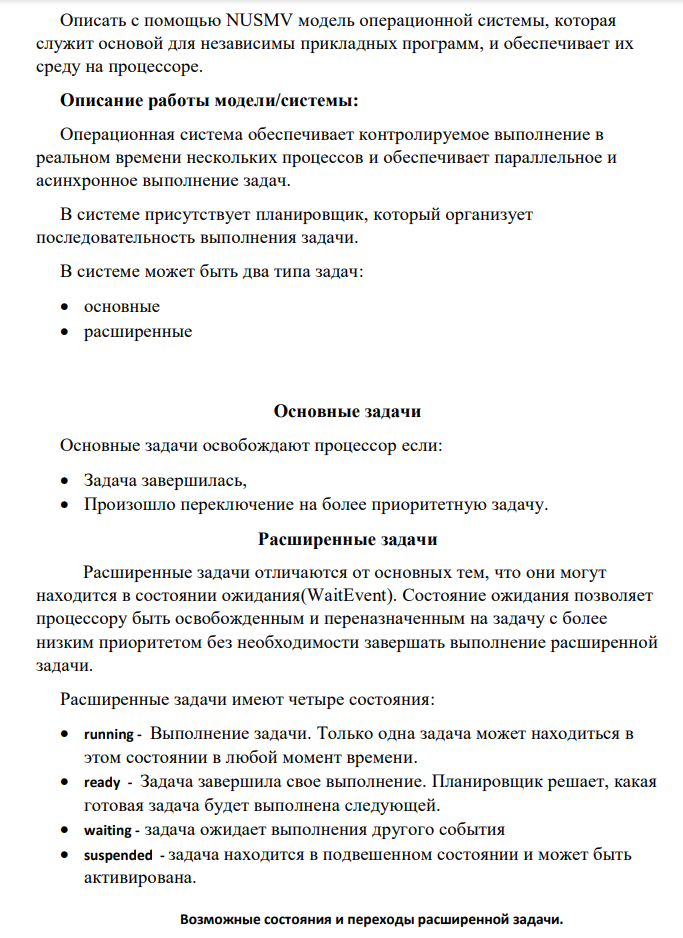 Описать с помощью NUSMV модель операционной системы, которая
служит основой для независимы прикладных программ, и обеспечивает их
среду на процессоре.
Описание работы модели/системы:
Операционная система обеспечивает контролируемое выполнение в
реальном времени нескольких процессов и обеспечивает параллельное и
асинхронное выполнение задач.
В системе присутствует планировщик, который организует
последовательность выполнения задачи.
В системе может быть два типа задач:
• основные
• расширенные
Основные задачи
Основные задачи освобождают процессор если:
• Задача завершилась,
• Произошло переключение на более приоритетную задачу.
Расширенные задачи
Расширенные задачи отличаются от основных тем, что они могут
находится в состоянии ожидания(WaitEvent). Состояние ожидания позволяет
процессору быть освобожденным и переназначенным на задачу с более
низким приоритетом без необходимости завершать выполнение расширенной
задачи.
Расширенные задачи имеют четыре состояния:
• running - Выполнение задачи. Только одна задача может находиться в
этом состоянии в любой момент времени.
• ready - Задача завершила свое выполнение. Планировщик решает, какая
готовая задача будет выполнена следующей.
• waiting - задача ожидает выполнения другого события
• suspended - задача находится в подвешенном состоянии и может быть
активирована.
Возможные состояния и переходы расширенной задачи.